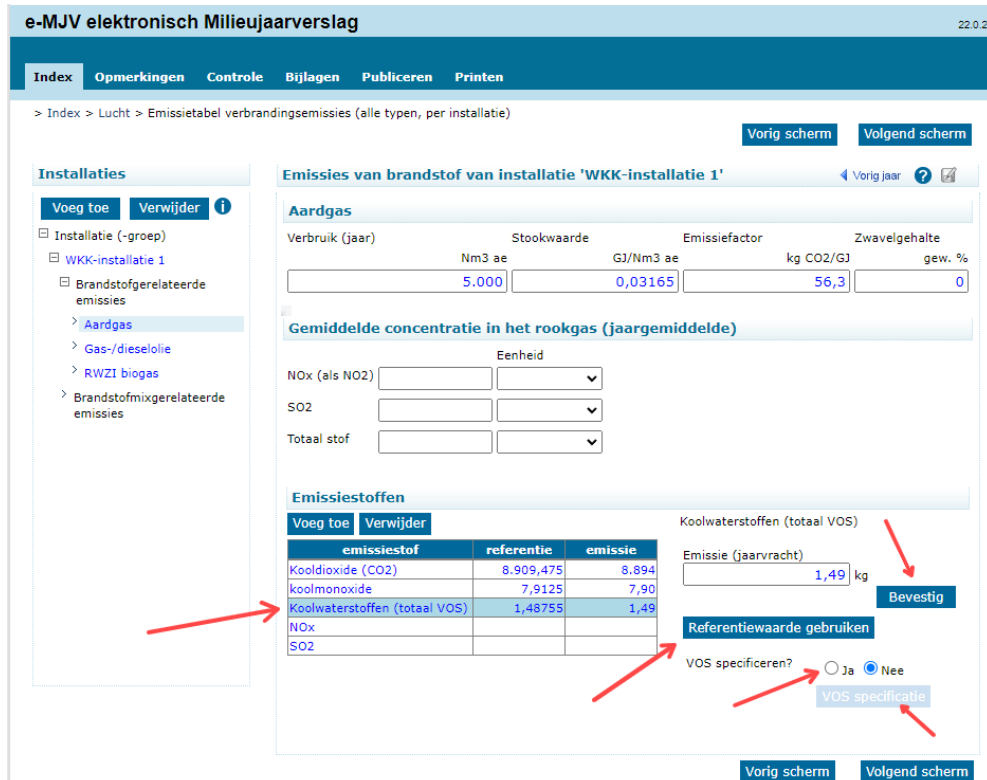 e-MJV elektronisch Milieujaarverslag
22.0.2
Index Opmerkingen Controle Bijlagen Publiceren Printen
> Index > Lucht > Emissietabel verbrandingsemissies (alle typen, per installatie)
Vorig scherm Volgend scherm
Installaties
Voeg toe Verwijder i
Installatie (-groep)
WKK-installatie 1
Brandstofgerelateerde
emissies
Aardgas
Gas-/dieselolie
RWZI biogas
Brandstofmixgerelateerde
emissies
Emissies van brandstof van installatie 'WKK-installatie 1'
Vorig jaar ?
Aardgas
Verbruik (jaar) Stookwaarde Emissiefactor Zwavelgehalte
Nm3 ae GJ/Nm3 ae kg CO2/GJ gew. %
5.000 0,03165 56,3 0
Gemiddelde concentratie in het rookgas (jaargemiddelde)
Eenheid
NOx (als NO2)
SO2
Totaal stof
Emissiestoffen
Voeg toe Verwijder
emissiestof referentie emissie
Kooldioxide (CO2) 8.909,475 8.894
koolmonoxide 7,9125 7,90
Koolwaterstoffen (totaal VOS) 1,48755 1,49
NOx
SO2
Koolwaterstoffen (totaal VOS)
Emissie (jaarvracht)
1,49 kg
Bevestig
Referentiewaarde gebruiken
VOS specificeren? Ja Nee
VOS specificatie
Vorig scherm Volgend scherm